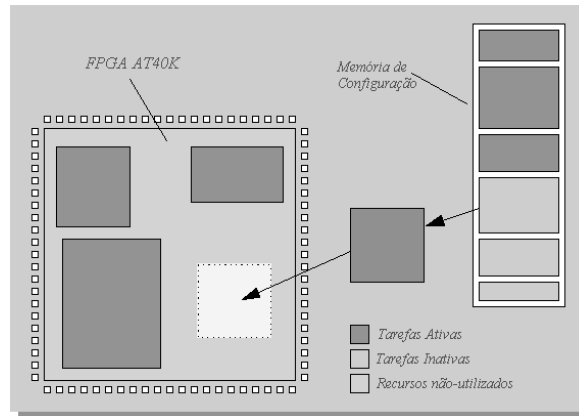 FPGA AT40K
Memória de
Configuração
Tarefas Ativas
Tarefas Inativas
Recursos não-utilizados